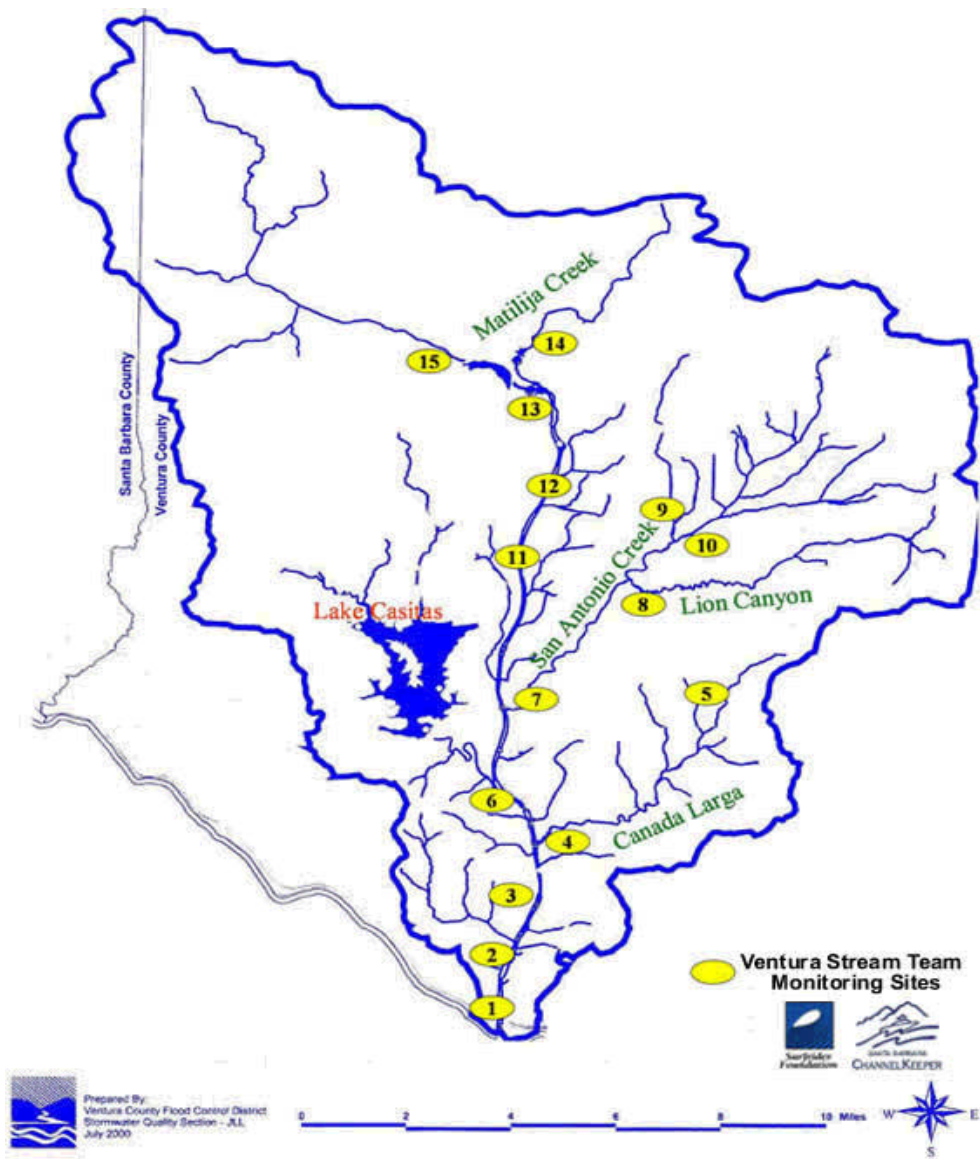 Santa Barbara County
Ventura County
Matilija Creek
14
15
13
12
9
10
11
San Antonio Creek
Lake Casitas
8
Lion Canyon
7
5
6
4
Canada Larga
3
2
1
Ventura Stream Team
Monitoring Sites
Surfrider
Foundation
SANTA BARBARA
CHANNELKEEPER
Prepared By:
Ventura County Flood Control District
Stormwater Quality Section - JLL
July 2000
0 2 4 6 8 10 Miles
W E
S